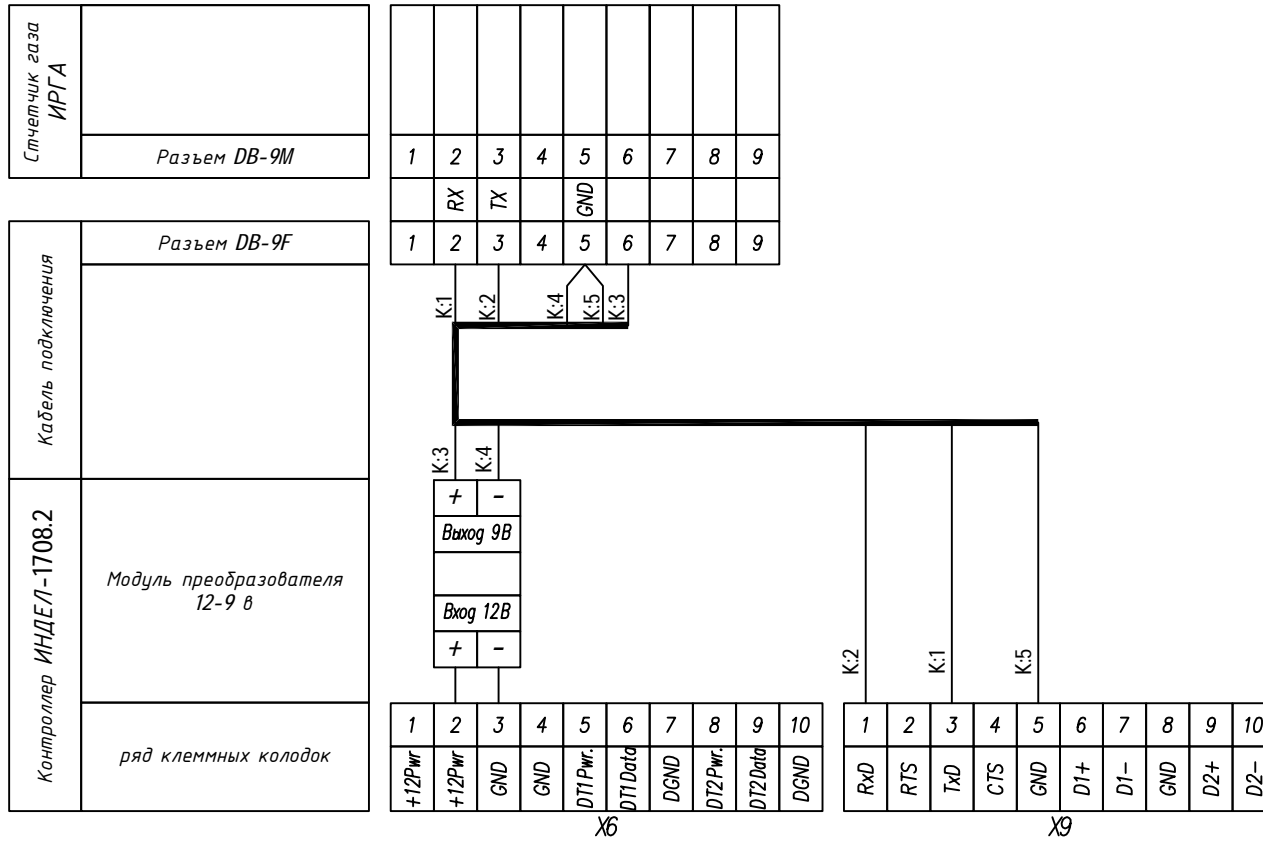 Стчетчик газа
ИРГА
Разъем DB-9M
1 2 3 4 5 6 7 8 9
RX TX GND
Разъем DB-9F
1 2 3 4 5 6 7 8 9
Кабель подключения
К:1 К:2 К:4 К:5 К:3
К:3 К:4
+ -
Выход 9В
Контроллер ИНДЕЛ-1708.2
Модуль преобразователя
12-9 в
Вход 12В
+ -
К:2 К:1 К:5
ряд клеммных колодок
1 2 3 4 5 6 7 8 9 10
+12Pwr +12Pwr GND GND DT1Pwr. DT1Data DGND DT2Pwr. DT2Data DGND
X6
1 2 3 4 5 6 7 8 9 10
RxD RTS TxD CTS GND D1+ D1- GND D2+ D2-
X9